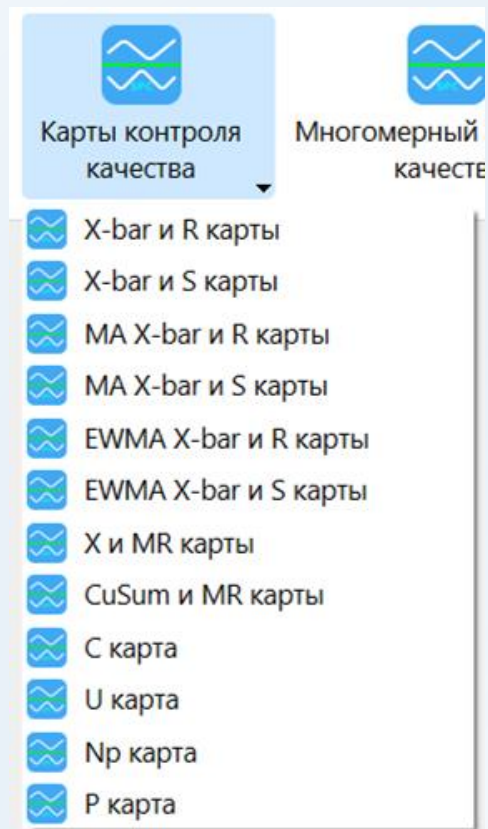 Карты контроля
качества
Многомерный
качеств
X-bar и R карты
X-bar и S карты
MA X-bar и R карты
MA X-bar и S карты
EWMA X-bar и R карты
EWMA X-bar и S карты
X и MR карты
CuSum и MR карты
C карта
U карта
Np карта
P карта